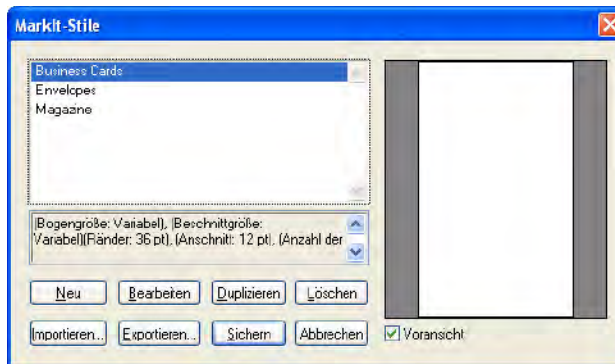 MarkIt-Stile
Business Cards
Envelopes
Magazine
(Bogengröße: Variabel), (Beschnittgröße:
Variabel)(Ränder: 36 pt), (Anschnitt: 12 pt), (Anzahl der
Neu Bearbeiten Duplizieren Löschen
Importieren... Exportieren... Sichern Abbrechen
Voransicht